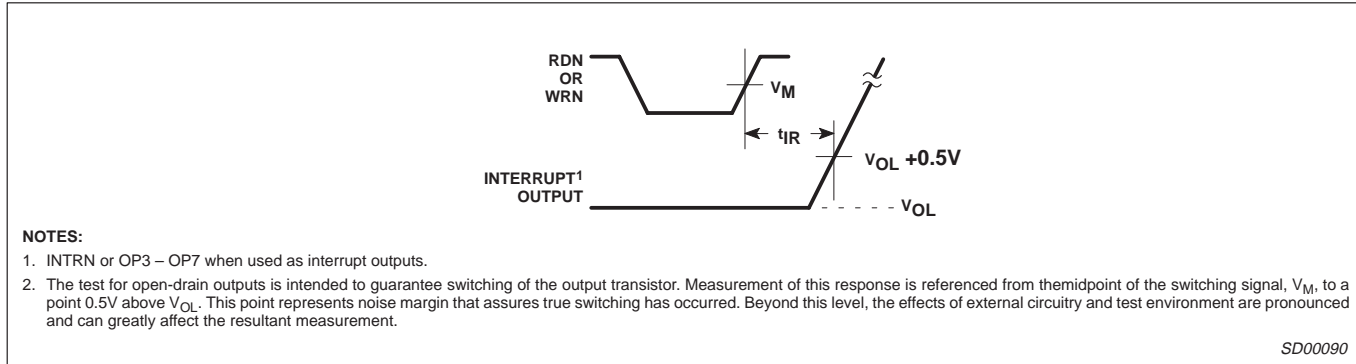 RDN
OR
WRN
VM
tIR
VOL +0.5V
INTERRUPT1
OUTPUT
VOL
NOTES:
1. INTRN or OP3 – OP7 when used as interrupt outputs.
2. The test for open-drain outputs is intended to guarantee switching of the output transistor. Measurement of this response is referenced from themidpoint of the switching signal, VM, to a
point 0.5V above VOL. This point represents noise margin that assures true switching has occurred. Beyond this level, the effects of external circuitry and test environment are pronounced
and can greatly affect the resultant measurement.
SD00090